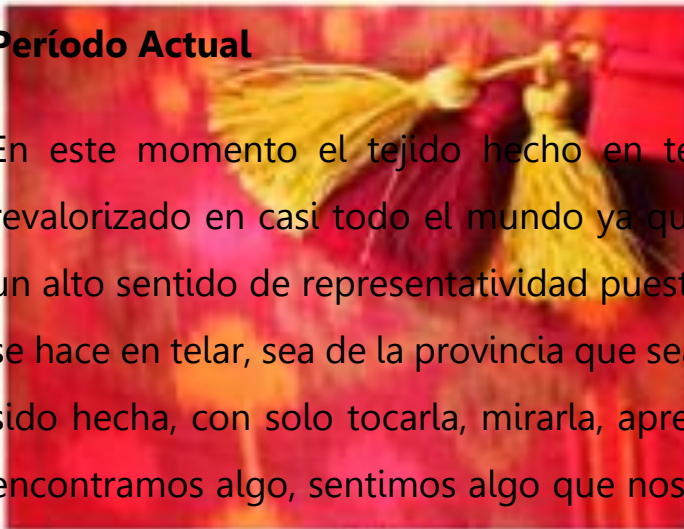 Período Actual
En este momento el tejido hecho en te
revalorizado en casi todo el mundo ya qu
un alto sentido de representatividad puest
se hace en telar, sea de la provincia que sea
sido hecha, con solo tocarla, mirarla, apre
encontramos algo, sentimos algo que nos